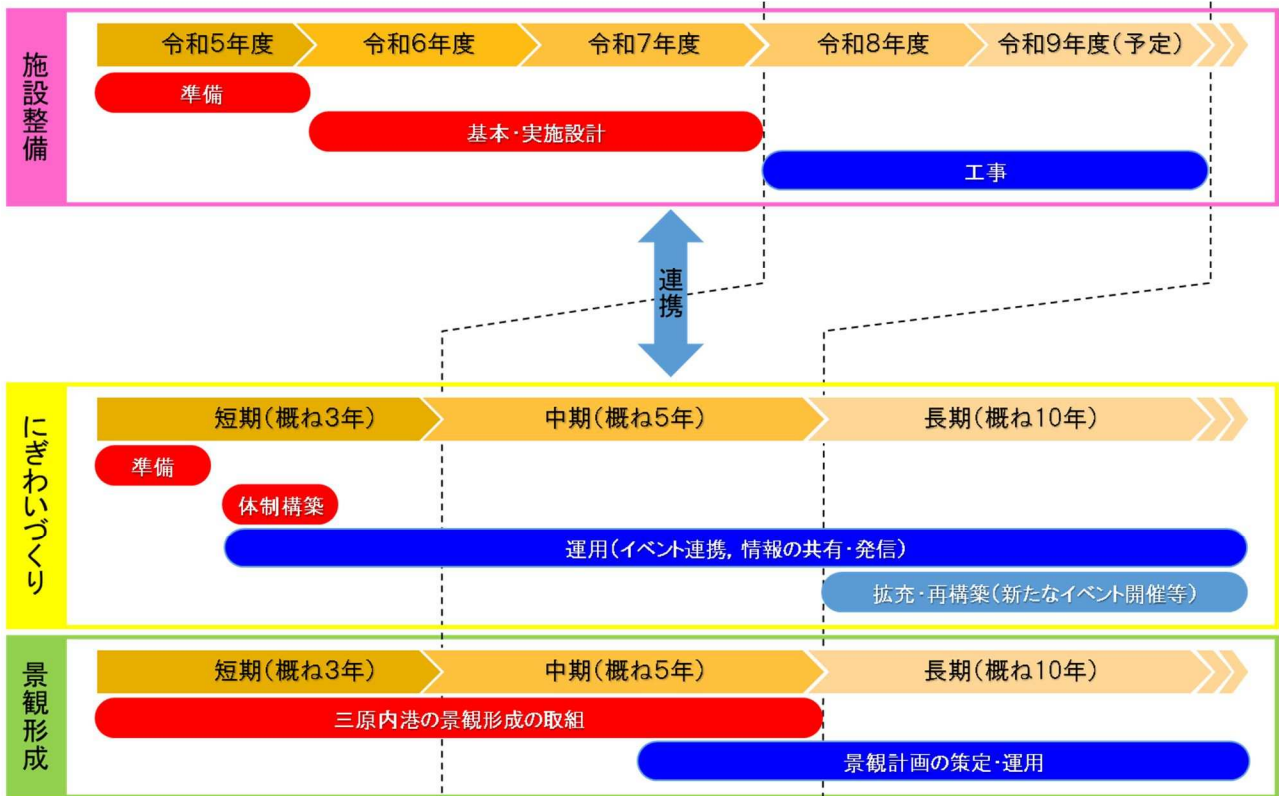 施設整備
令和5年度
令和6年度
令和7年度
令和8年度
令和9年度(予定)
準備
基本・実施設計
工事
連携
にぎわいづくり
短期(概ね3年)
中期(概ね5年)
長期(概ね10年)
準備
体制構築
運用(イベント連携, 情報の共有・発信)
拡充・再構築(新たなイベント開催等)
景観形成
短期(概ね3年)
中期(概ね5年)
長期(概ね10年)
三原内港の景観形成の取組
景観計画の策定・運用